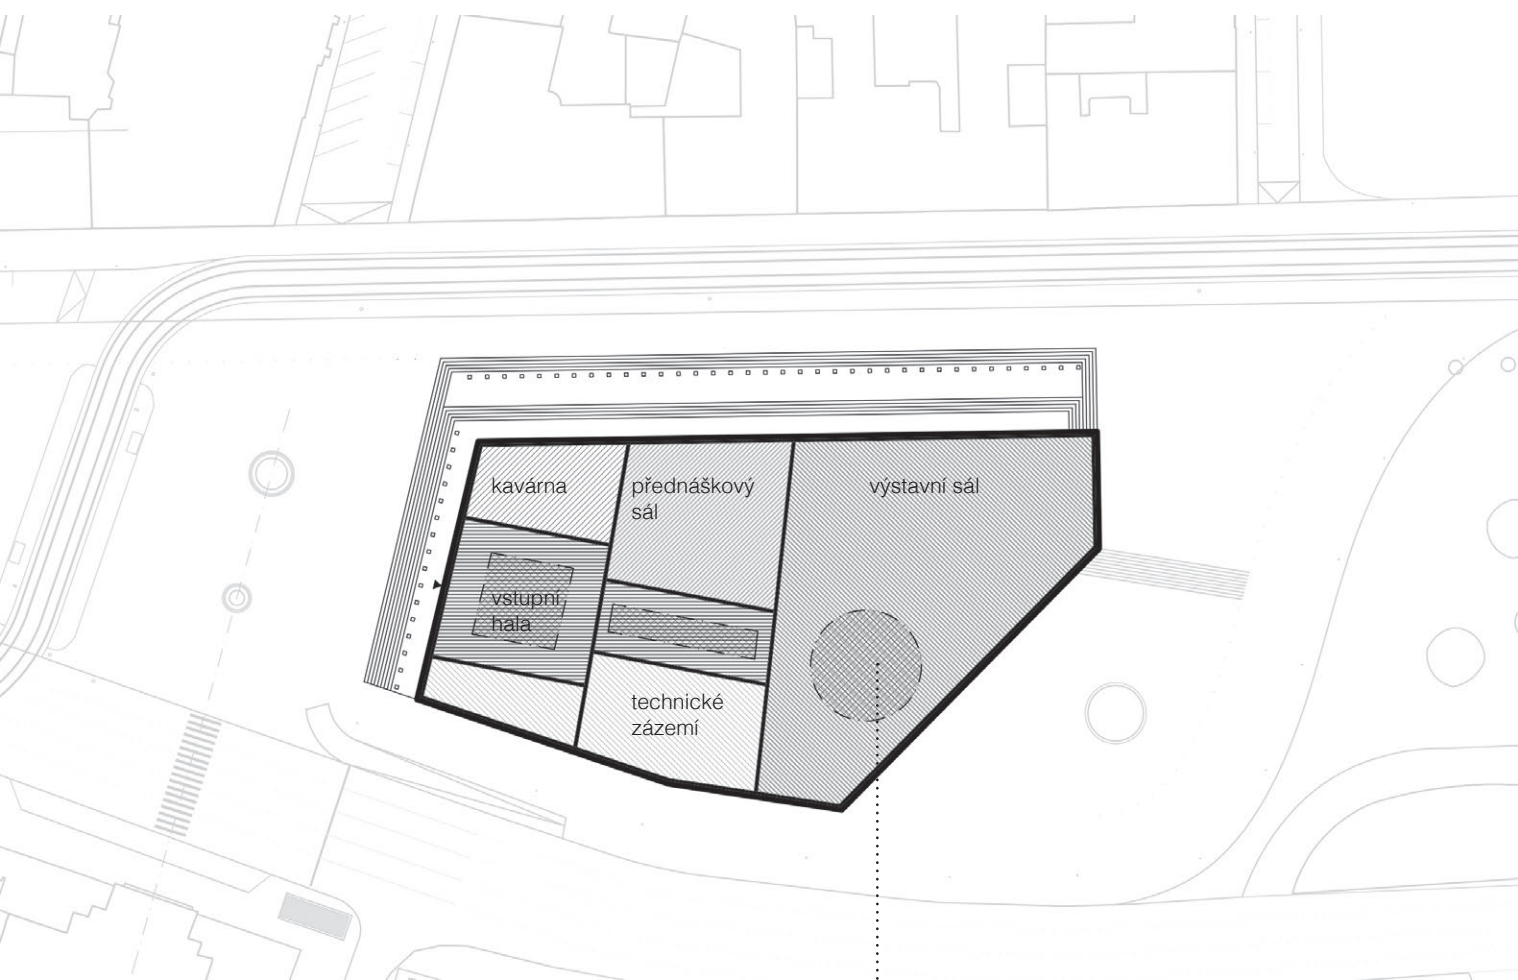 kavárna
přednáškový
sál
výstavní sál
vstupní
hala
technické
zázemí